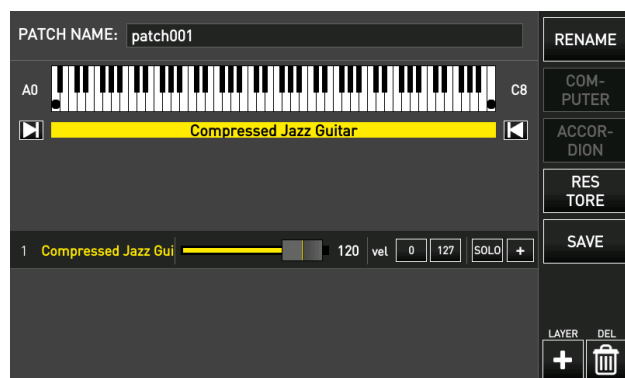 PATCH NAME: patch001
RENAME
A0
C8
COM-
PUTER
Compressed Jazz Guitar
ACCOR-
DION
RES
TORE
1 Compressed Jazz Gui 120 vel 0 127 SOLO +
SAVE
LAYER DEL
+